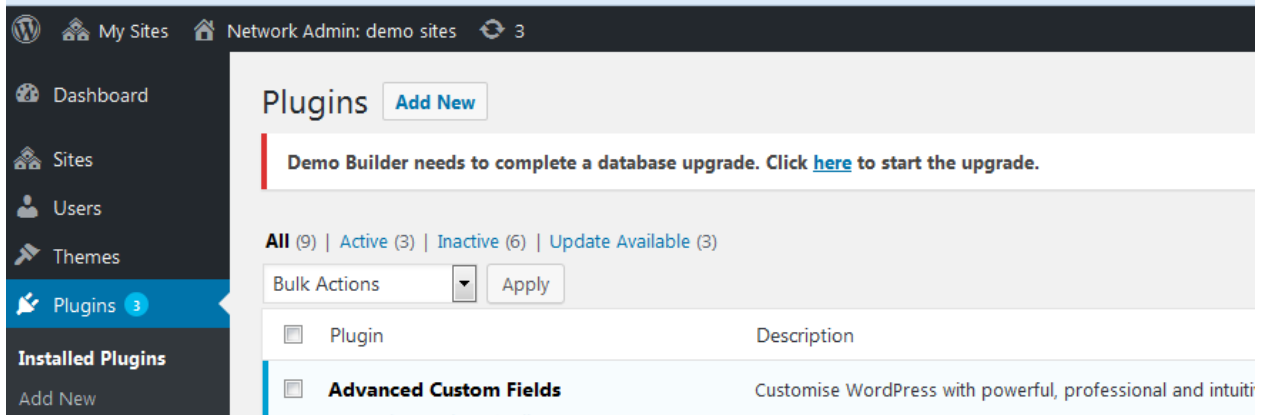 My Sites Network Admin: demo sites 3
Dashboard
Plugins Add New
Demo Builder needs to complete a database upgrade. Click here to start the upgrade.
Sites
Users
All (9) | Active (3) | Inactive (6) | Update Available (3)
Themes
Bulk Actions Apply
Plugins 3
Plugin Description
Installed Plugins
Advanced Custom Fields Customise WordPress with powerful, professional and
Add New